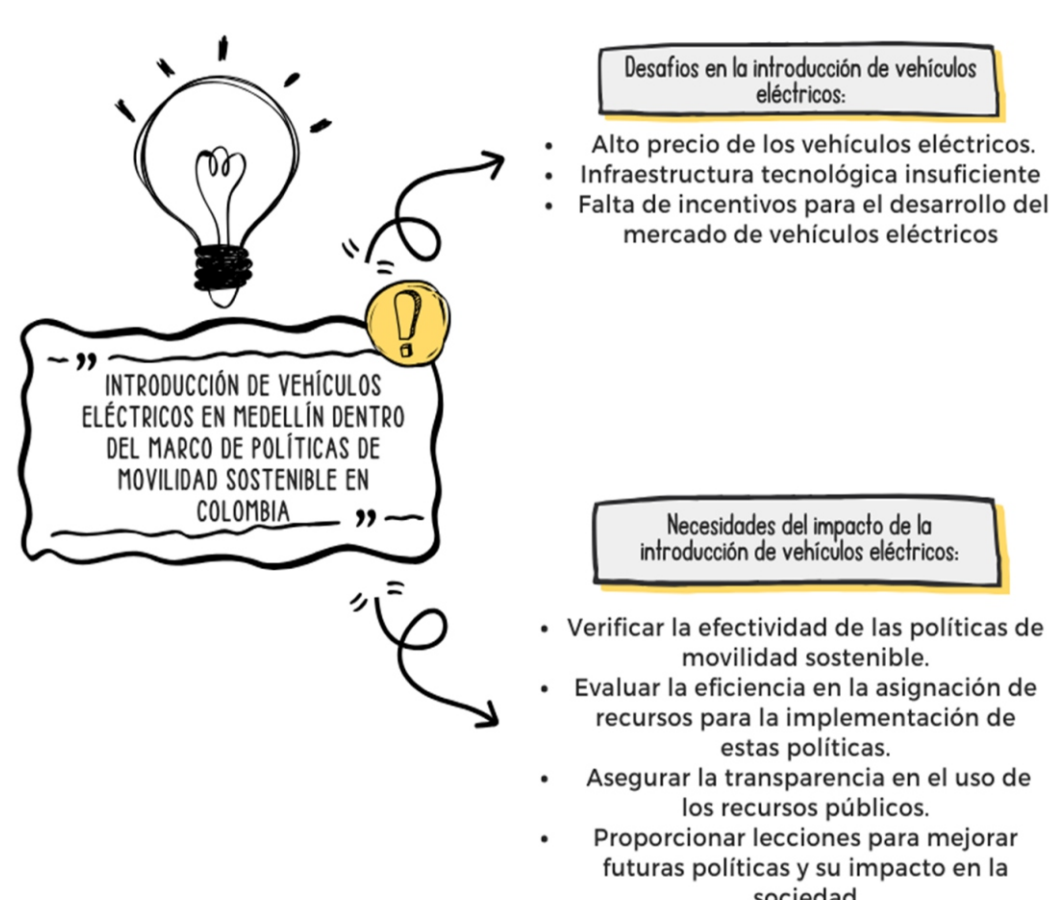 INTRODUCCIÓN DE VEHÍCULOS
ELÉCTRICOS EN MEDELLÍN DENTRO
DEL MARCO DE POLÍTICAS DE
MOVILIDAD SOSTENIBLE EN
COLOMBIA
Desafios en la introducción de vehículos
eléctricos:
• Alto precio de los vehículos eléctricos.
• Infraestructura tecnológica insuficiente
• Falta de incentivos para el desarrollo del
mercado de vehículos eléctricos
Necesidades del impacto de la
introducción de vehículos eléctricos:
• Verificar la efectividad de las políticas de
movilidad sostenible.
• Evaluar la eficiencia en la asignación de
recursos para la implementación de
estas políticas.
• Asegurar la transparencia en el uso de
los recursos públicos.
• Proporcionar lecciones para mejorar
futuras políticas y su impacto en la
sociedad